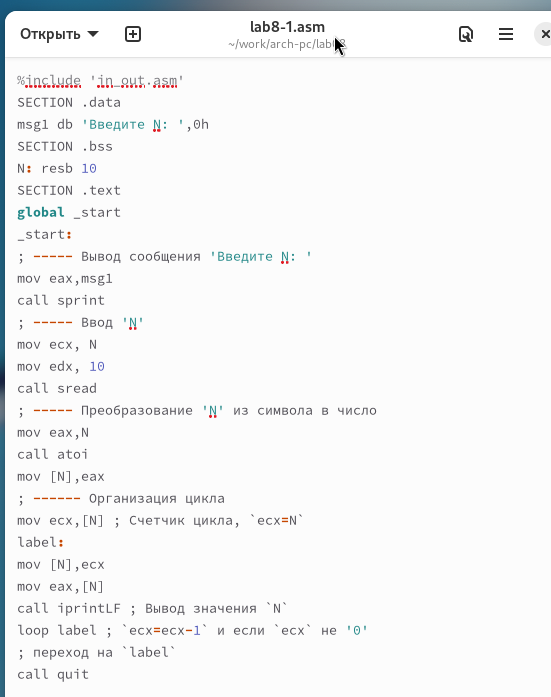 Открыть
lab8-1.asm
~/work/arch-pc/lab08
%include 'in_out.asm'
SECTION .data
msg1 db 'Введите N: ',0h
SECTION .bss
N: resb 10
SECTION .text
global _start
_start:
; ----- Вывод сообщения 'Введите N: '
mov eax,msg1
call sprint
; ----- Ввод 'N'
mov ecx, N
mov edx, 10
call sread
; ----- Преобразование 'N' из символа в число
mov eax,N
call atoi
mov [N],eax
; ------ Организация цикла
mov ecx,[N] ; Счетчик цикла, `ecx=N`
label:
mov [N],ecx
mov eax,[N]
call iprintLF ; Вывод значения `N`
loop label ; `ecx=ecx-1` и если `ecx` не '0'
; переход на `label`
call quit